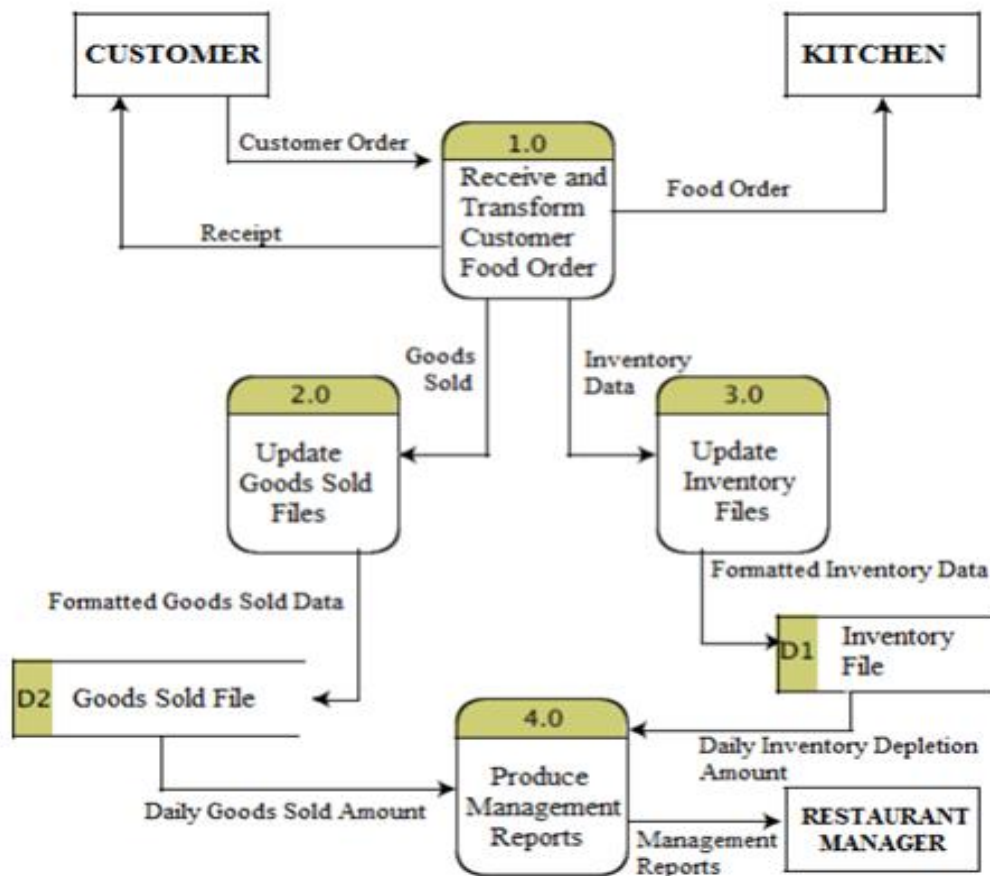 CUSTOMER
KITCHEN
Customer Order
1.0
Receive and
Transform
Customer
Food Order
Food Order
Receipt
Goods
Sold
Inventory
Data
2.0
Update
Goods Sold
Files
3.0
Update
Inventory
Files
Formatted Goods Sold Data
Formatted Inventory Data
D2
Goods Sold File
D1
Inventory
File
4.0
Produce
Management
Reports
Daily Goods Sold Amount
Daily Inventory Depletion
Amount
Management
Reports
RESTAURANT
MANAGER